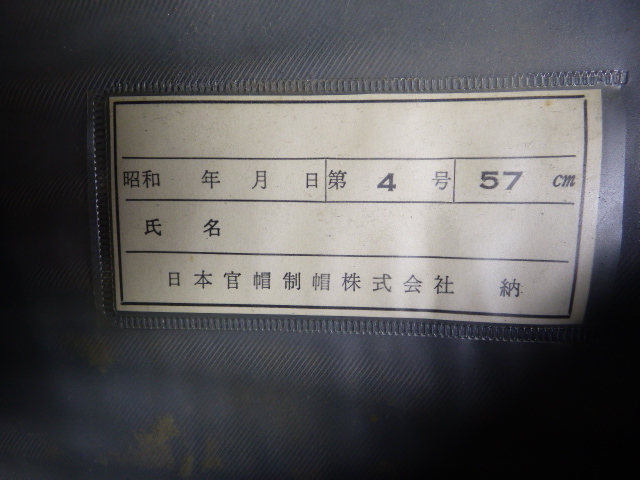 昭和 年 月 日 第 4 号 57 cm
氏 名
日本官帽制帽株式会社 納